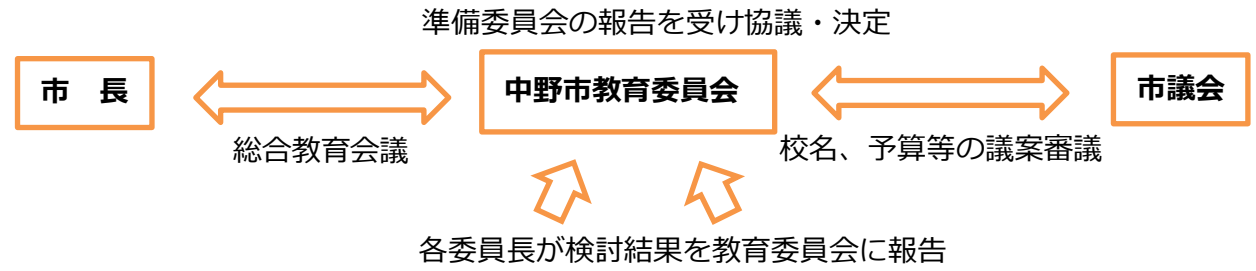 準備委員会の報告を受け協議・決定
市　長
中野市教育委員会
市議会
総合教育会議
校名、予算等の議案審議
各委員長が検討結果を教育委員会に報告